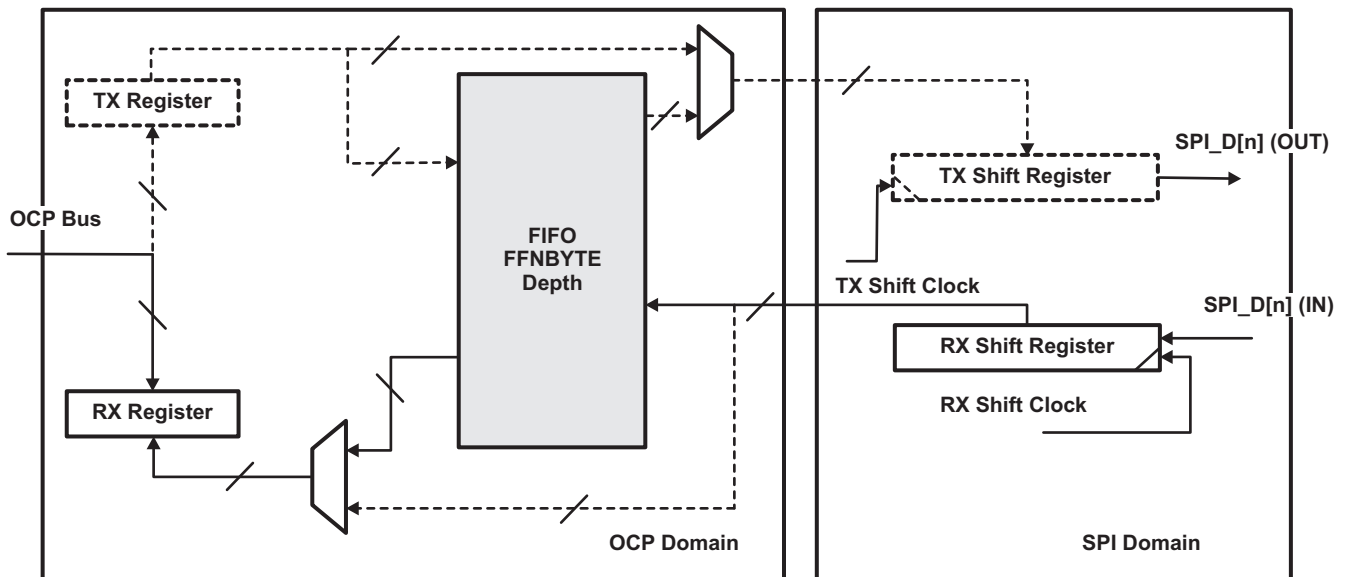 TX Register
SPI_D[n] (OUT)
TX Shift Register
OCP Bus
FIFO
FFNBYTE
Depth
TX Shift Clock
SPI_D[n] (IN)
RX Shift Register
RX Register
RX Shift Clock
OCP Domain
SPI Domain